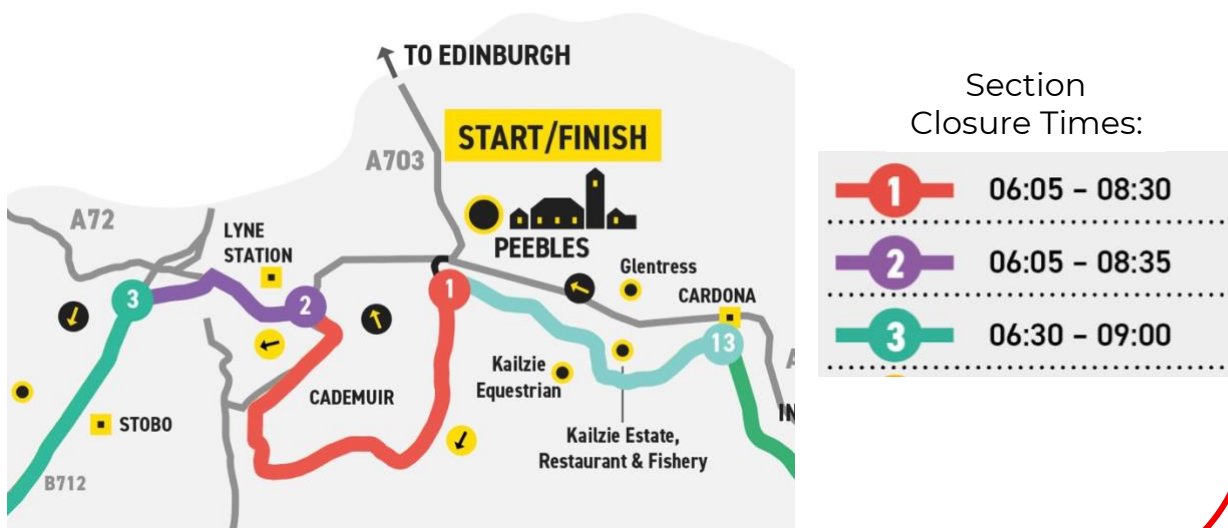 TO EDINBURGH
START/FINISH
A703
A72
LYNE
STATION
PEEBLES
Glentress
CARDONA
3
2
1
13
Kailzie
Equestrian
CADEMUIR
STOBO
Kailzie Estate,
Restaurant & Fishery
B712
A
IN
Section
Closure Times:
1 06:05 – 08:30
2 06:05 – 08:35
3 06:30 – 09:00